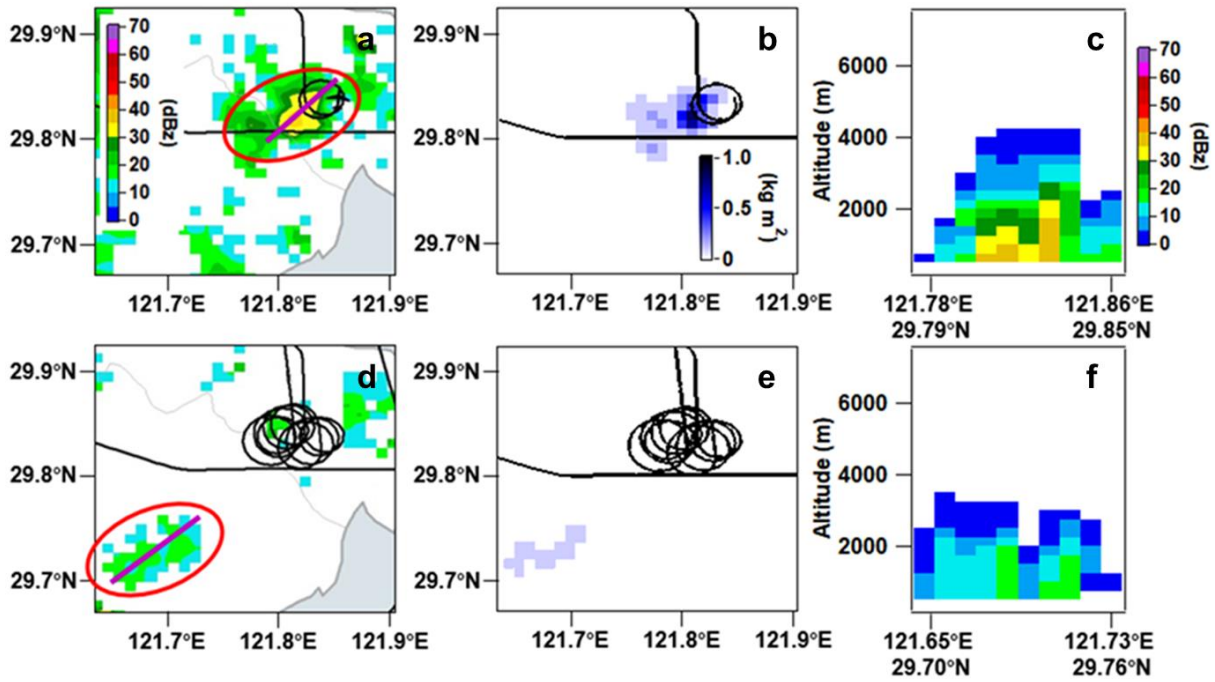 a
29.9°N
29.8°N
29.7°N
70
60
50
40
30
20
10
0
(dBz)
121.7°E 121.8°E 121.9°E
b
29.9°N
29.8°N
29.7°N
1.0
0.5
0
(kg m²)
121.7°E 121.8°E 121.9°E
c
Altitude (m)
6000
4000
2000
121.78°E 121.86°E
29.79°N 29.85°N
70
60
50
40
30
20
10
0
(dBz)
d
29.9°N
29.8°N
29.7°N
121.7°E 121.8°E 121.9°E
e
29.9°N
29.8°N
29.7°N
121.7°E 121.8°E 121.9°E
f
Altitude (m)
6000
4000
2000
121.65°E 121.73°E
29.70°N 29.76°N